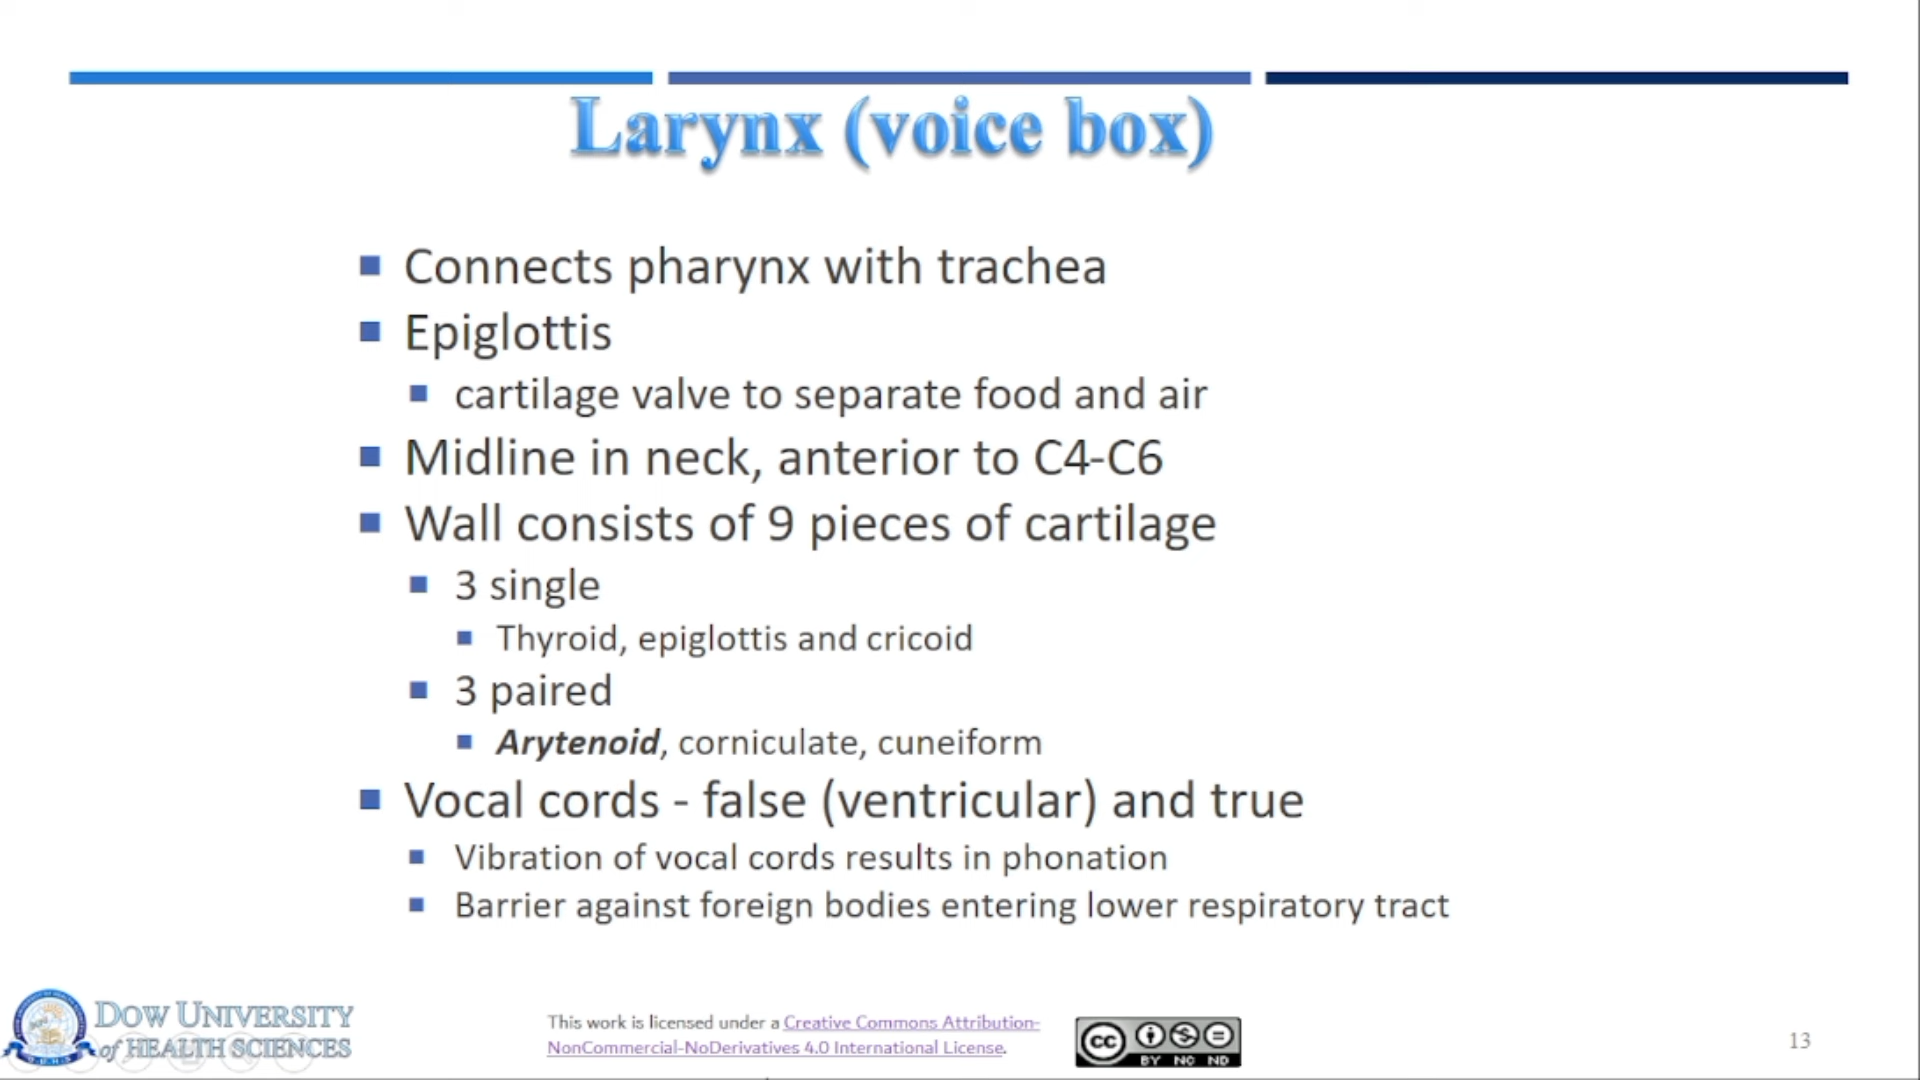 Larynx (voice box)
Connects pharynx with trachea
Epiglottis
cartilage valve to separate food and air
Midline in neck, anterior to C4-C6
Wall consists of 9 pieces of cartilage
3 single
Thyroid, epiglottis and cricoid
3 paired
Arytenoid, corniculate, cuneiform
Vocal cords - false (ventricular) and true
Vibration of vocal cords results in phonation
Barrier against foreign bodies entering lower respiratory tract
DOW UNIVERSITY
of HEALTH SCIENCES
This work is licensed under a Creative Commons Attribution-
NonCommercial-NoDerivatives 4.0 International License.
cc
BY NC ND
13